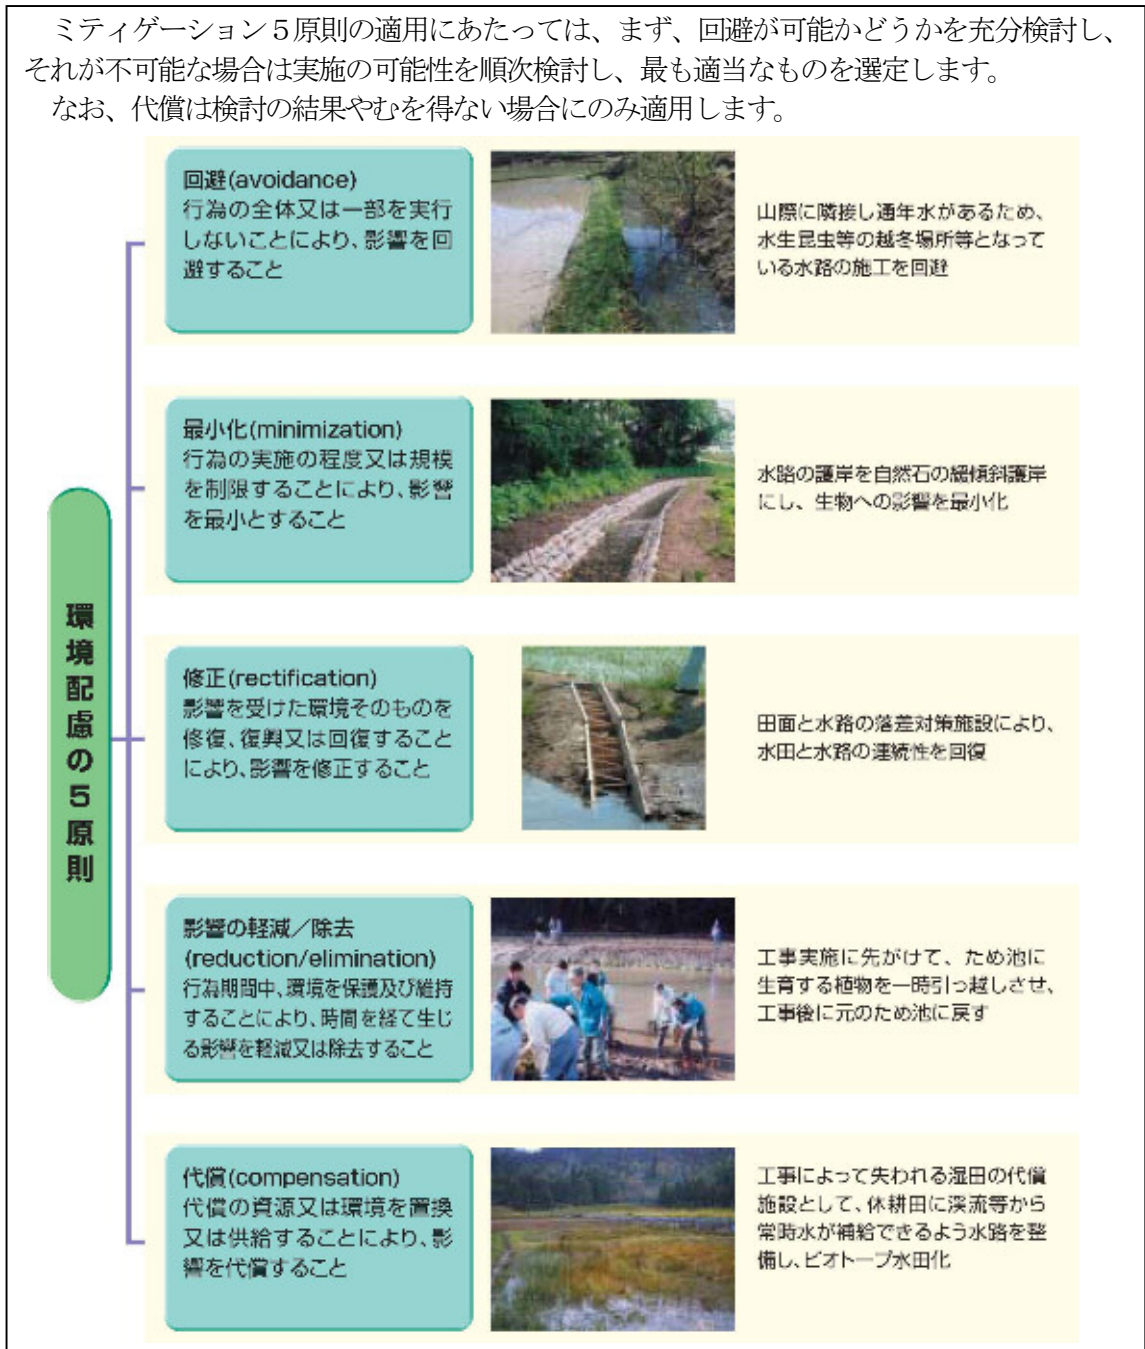 ミティゲーション５原則の適用にあたっては、まず、回避が可能かどうかを充分検討し、
それが不可能な場合は実施の可能性を順次検討し、最も適当なものを選定します。
なお、代償は検討の結果やむを得ない場合にのみ適用します。
環境配慮の５原則
回避(avoidance)
行為の全体又は一部を実行
しないことにより、影響を回
避すること
山際に隣接し通年水があるため、
水生昆虫等の越冬場所等となって
いる水路の施工を回避
最小化(minimization)
行為の実施の程度又は規模
を制限することにより、影響
を最小とすること
水路の護岸を自然石の緩傾斜護岸
にし、生物への影響を最小化
修正(rectification)
影響を受けた環境そのものを
修復、復興又は回復すること
により、影響を修正すること
田面と水路の落差対策施設により、
水田と水路の連続性を回復
影響の軽減／除去
(reduction/elimination)
行為期間中、環境を保護及び維持
することにより、時間を経て生じ
る影響を軽減又は除去すること
工事実施に先がけて、ため池に
生育する植物を一時引っ越しさせ、
工事後に元のため池に戻す
代償(compensation)
代償の資源又は環境を置換
又は供給することにより、影
響を代償すること
工事によって失われる湿田の代償
施設として、休耕田に渓流等から
常時水が補給できるよう水路を整
備し、ビオトープ水田化